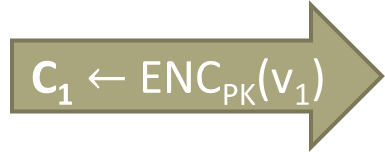 C₁ ← ENC_PK(v₁)